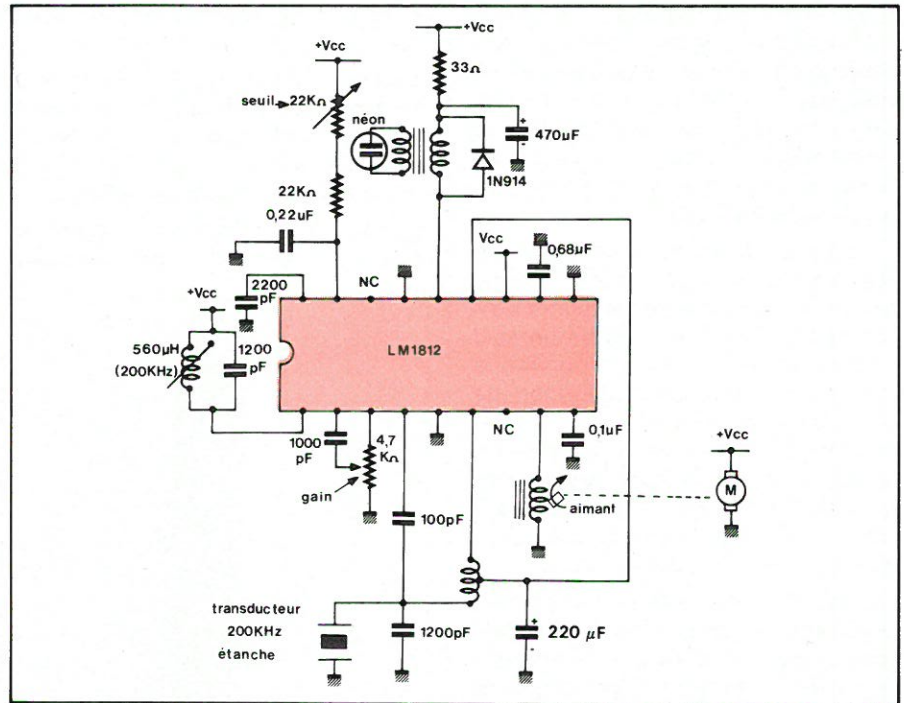 +Vcc
+Vcc
33Ω
seuil 22KΩ
néon
470µF
1N914
22KΩ
0,22uF
Vcc
0,68µF
NC
2200
pF
+Vcc
560µH
(200KHz)
1200
pF
LM1812
NC
1000
pF
4,7
KΩ
gain
0,1uF
+Vcc
M
aimant
100pF
transducteur
200KHz
étanche
1200pF
220 µF
+
-
+
-